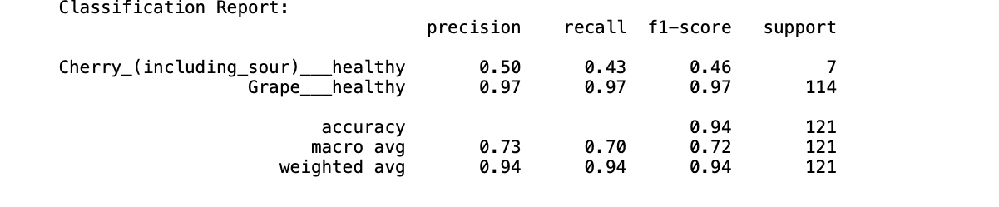 Classification Report:
precision recall f1-score support
Cherry_(including_sour)___healthy 0.50 0.43 0.46 7
Grape___healthy 0.97 0.97 0.97 114
accuracy 0.94 121
macro avg 0.73 0.70 0.72 121
weighted avg 0.94 0.94 0.94 121